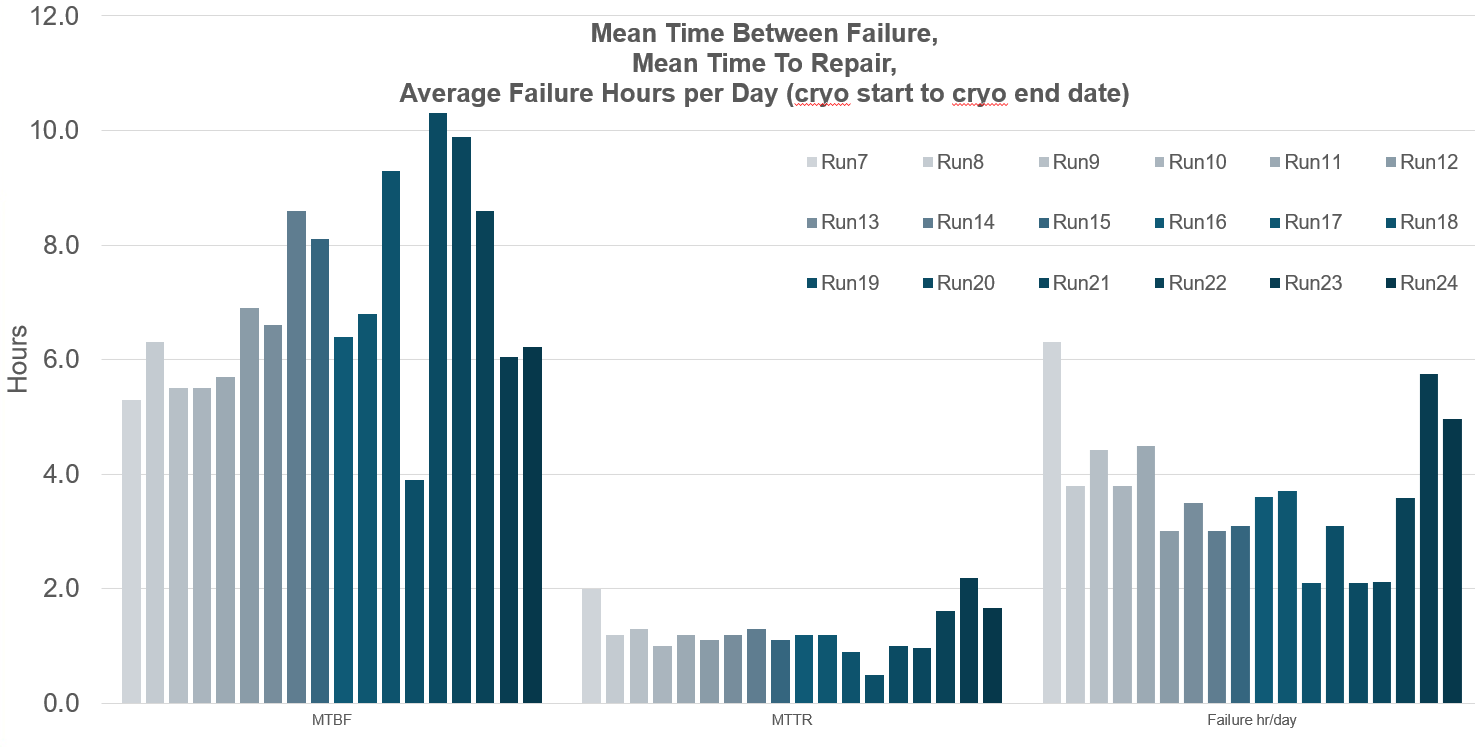 12.0
Mean Time Between Failure,
Mean Time To Repair,
Average Failure Hours per Day (cryo start to cryo end date)
10.0
Run7 Run8 Run9 Run10 Run11 Run12
8.0
Run13 Run14 Run15 Run16 Run17 Run18
Run19 Run20 Run21 Run22 Run23 Run24
Hours
6.0
4.0
2.0
0.0
MTBF MTTR Failure hr/day